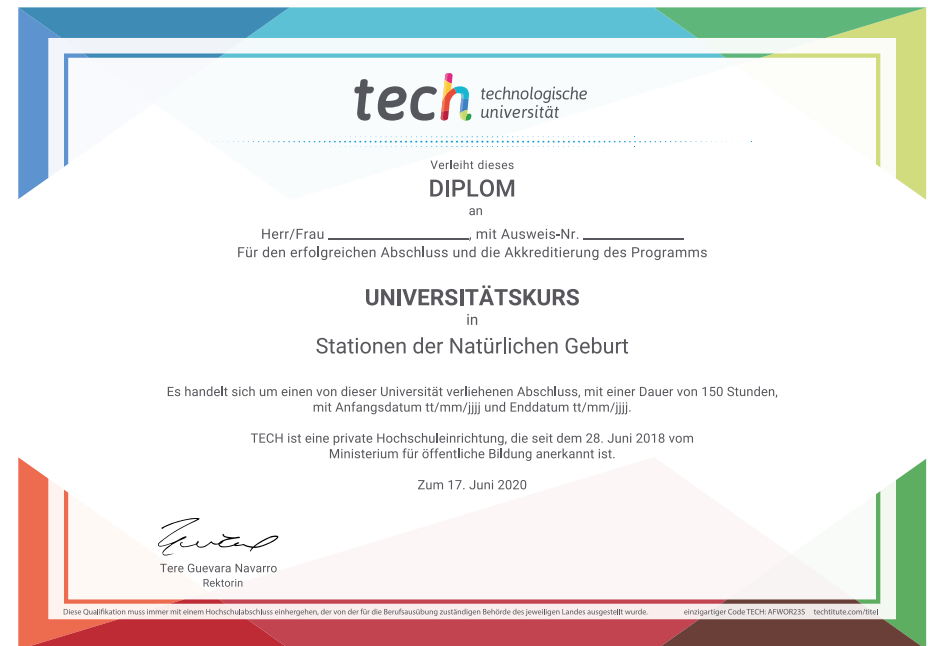 tech technologische
universität
Verleiht dieses
DIPLOM
an
Herr/Frau ____________, mit Ausweis-Nr. ____________
Für den erfolgreichen Abschluss und die Akkreditierung des Programms
UNIVERSITÄTSKURS
in
Stationen der Natürlichen Geburt
Es handelt sich um einen von dieser Universität verliehenen Abschluss, mit einer Dauer von 150 Stunden,
mit Anfangsdatum tt/mm/jjjj und Enddatum tt/mm/jjjj.
TECH ist eine private Hochschuleinrichtung, die seit dem 28. Juni 2018 vom
Ministerium für öffentliche Bildung anerkannt ist.
Zum 17. Juni 2020
Tere Guevara Navarro
Rektorin
Diese Qualifikation muss immer mit einem Hochschulabschluss einhergehen, der von der für die Berufsausübung zuständigen Behörde des jeweiligen Landes ausgestellt wurde. einzigartiger Code TECH: AFWOR23S techtitute.com/titel